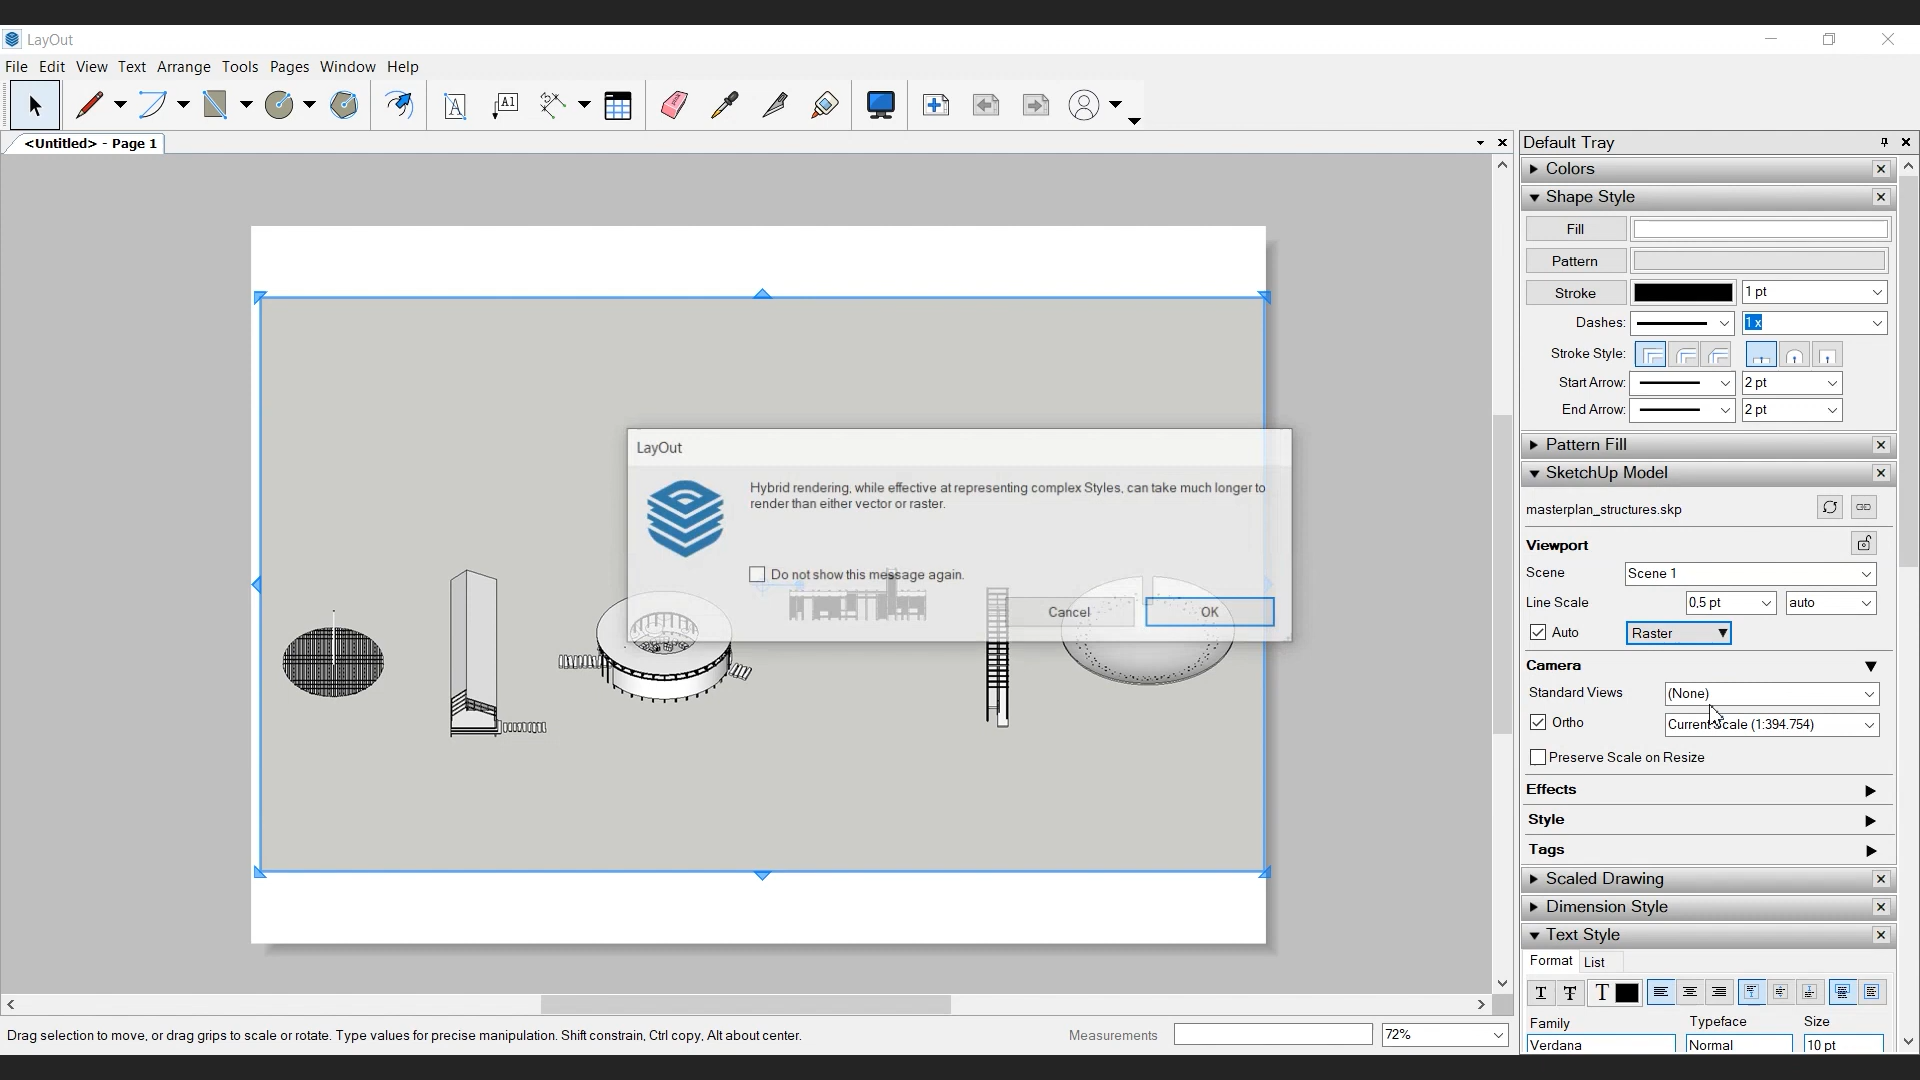 LayOut
File Edit View Text Arrange Tools Pages Window Help
A A1
<Untitled> - Page 1
Default Tray
Colors
Shape Style
Fill
Pattern
Stroke 1 pt
Dashes: 1 x
Stroke Style:
Start Arrow: 2 pt
End Arrow: 2 pt
Pattern Fill
SketchUp Model
masterplan_structures.skp
Viewport
Scene Scene 1
Line Scale 0,5 pt auto
Auto Raster
Camera
Standard Views (None)
Ortho Current Scale (1:394.754)
Preserve Scale on Resize
Effects
Style
Tags
Scaled Drawing
Dimension Style
Text Style
Format List
T T T
Family Typeface Size
Verdana Normal 10 pt
LayOut
Hybrid rendering, while effective at representing complex Styles, can take much longer to
render than either vector or raster.
Do not show this message again.
Cancel OK
Drag selection to move, or drag grips to scale or rotate. Type values for precise manipulation. Shift constrain, Ctrl copy, Alt about center.
Measurements 72%